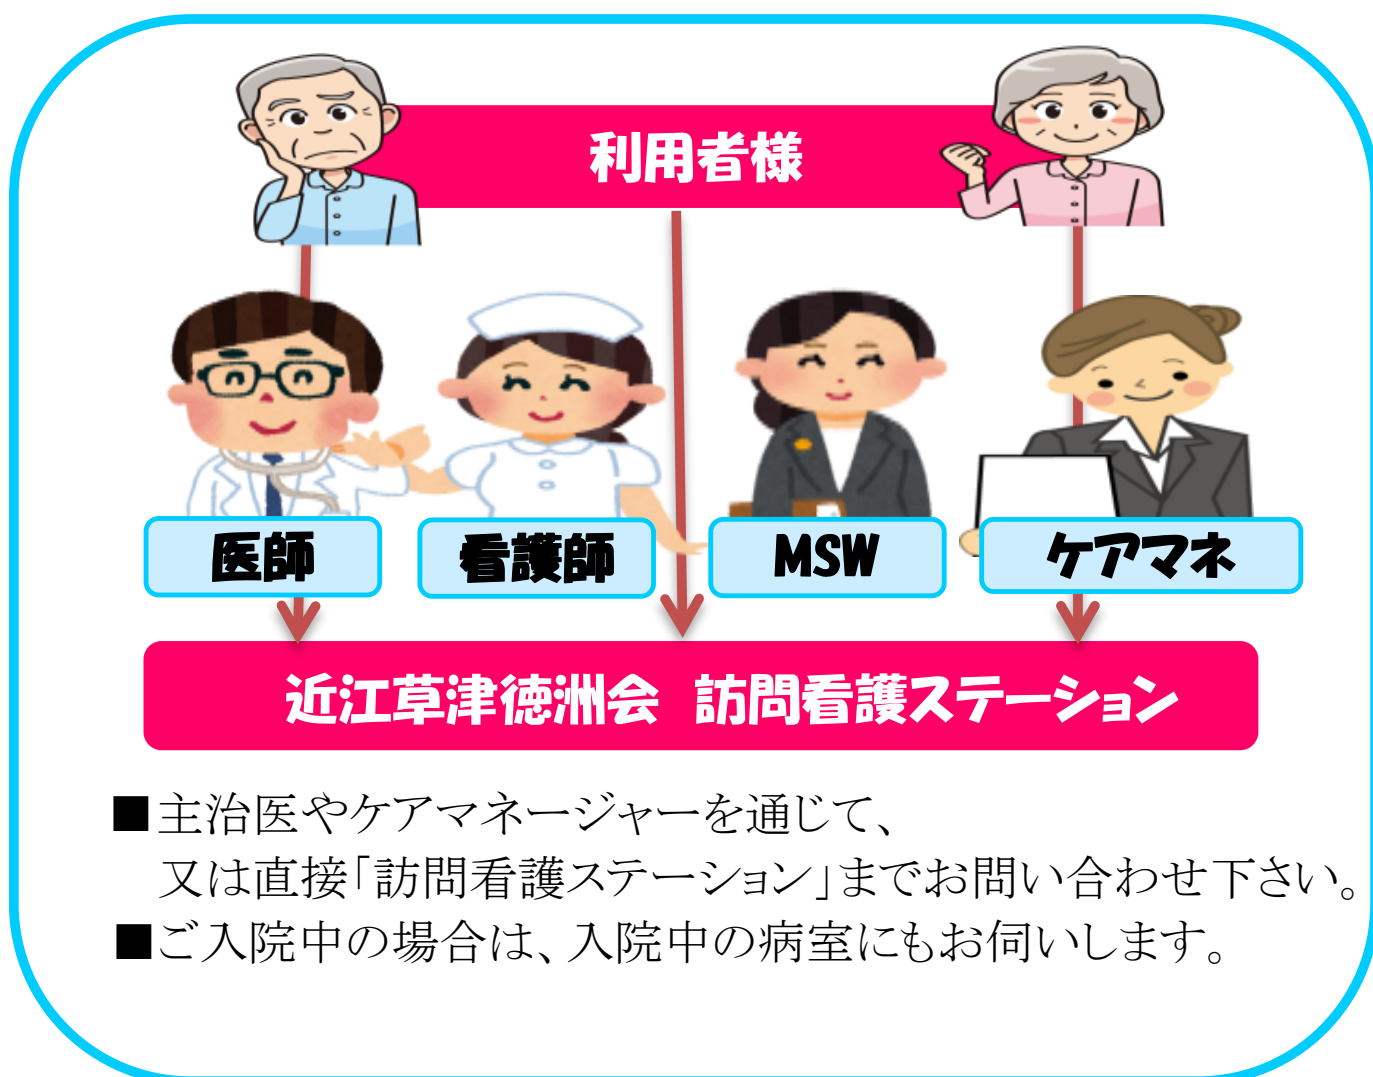 利用者様
医師
看護師
MSW
ケアマネ
近江草津徳洲会　訪問看護ステーション
■主治医やケアマネージャーを通じて、
又は直接「訪問看護ステーション」までお問い合わせ下さい。
■ご入院中の場合は、入院中の病室にもお伺いします。